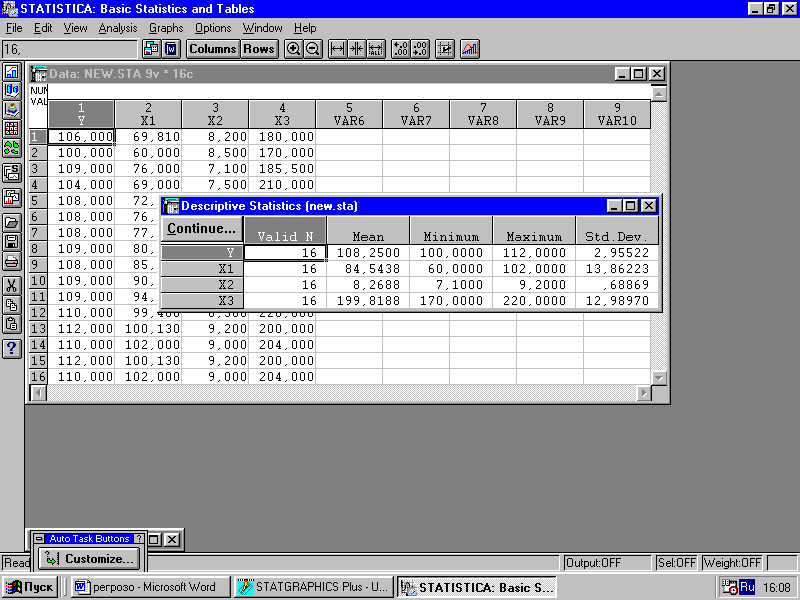 STATISTICA: Basic Statistics and Tables
File Edit View Analysis Graphs Options Window Help
16, Columns Rows
Data: NEW.STA 9v * 16c
NUM
VAL
1 2 3 4 5 6 7 8 9
Y X1 X2 X3 VAR6 VAR7 VAR8 VAR9 VAR10
1 106,000 69,810 8,200 180,000
2 100,000 60,000 8,500 170,000
3 109,000 76,000 7,100 185,500
4 104,000 69,000 7,500 210,000
5 108,000 72,
6 108,000 76,
7 108,000 77,
8 109,000 80,
9 108,000 85,
10 109,000 90,
11 109,000 94,
12 110,000
13 112,000 100,130 9,200 200,000
14 110,000 102,000 9,000 204,000
15 112,000 100,130 9,200 200,000
16 110,000 102,000 9,000 204,000
Descriptive Statistics (new.sta)
Continue... Valid N Mean Minimum Maximum Std.Dev.
Y 16 108,2500 100,0000 112,0000 2,95522
X1 16 84,5438 60,0000 102,0000 13,86223
X2 16 8,2688 7,1000 9,2000 ,68869
X3 16 199,8188 170,0000 220,0000 12,98970
Auto Task Buttons ?
Customize...
Read Output:OFF Sel:OFF Weight:OFF
Пуск регрозо - Microsoft Word STATGRAPHICS Plus - U... STATISTICA: Basic S... Ru 16:08